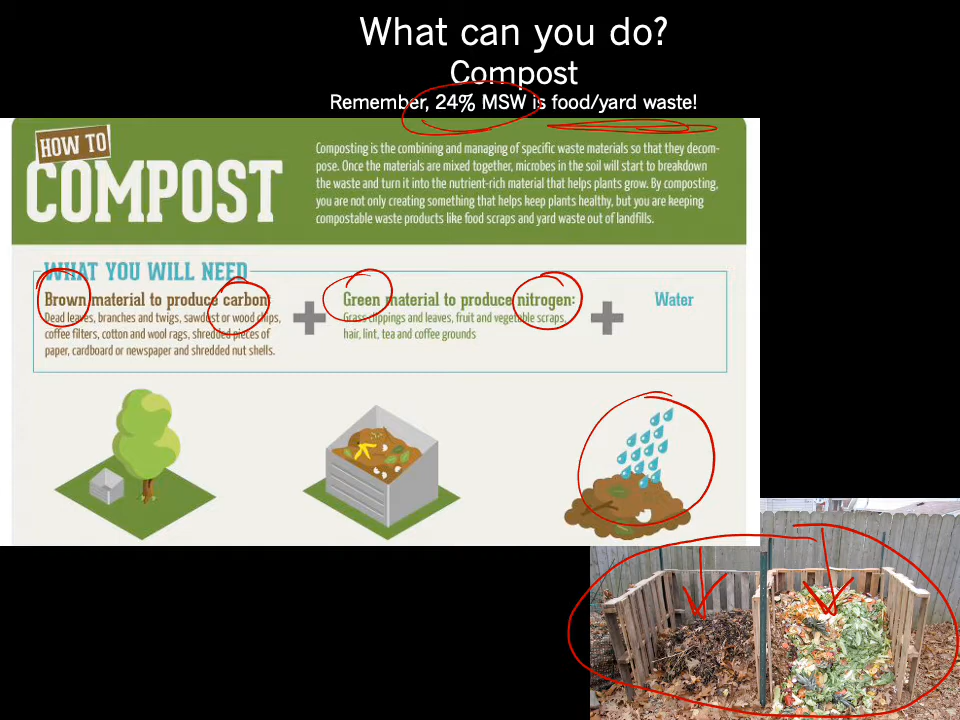 What can you do?
Compost
Remember, 24% MSW is food/yard waste!
HOW TO
COMPOST
Composting is the combining and managing of specific waste materials so that they decom-
pose. Once the materials are mixed together, microbes in the soil will start to breakdown
the waste and turn it into the nutrient-rich material that helps plants grow. By composting,
you are not only creating something that helps keep plants healthy, but you are keeping
compostable waste products like food scraps and yard waste out of landfills.
WHAT YOU WILL NEED
Brown material to produce carbon:
Dead leaves, branches and twigs, sawdust or wood chips,
coffee filters, cotton and wool rags, shredded pieces of
paper, cardboard or newspaper and shredded nut shells.
Green material to produce nitrogen:
Grass clippings and leaves, fruit and vegetable scraps,
hair, lint, tea and coffee grounds
Water